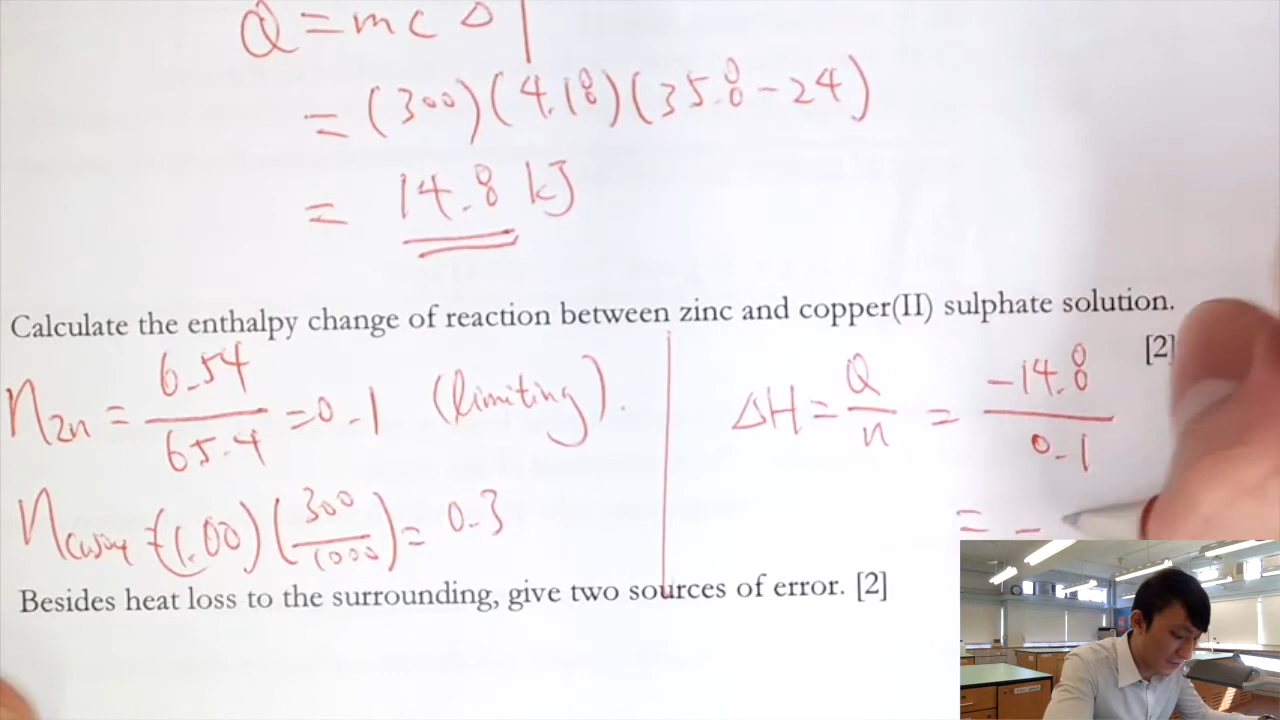 Q = mcΔT
= (300)(4.18)(35.8 - 24)
= 14.8 kJ
Calculate the enthalpy change of reaction between zinc and copper(II) sulphate solution.
[2]
n Zn = 6.54 / 65.4 = 0.1 (limiting).
n CuSO4 = (1.00)(300/1000) = 0.3
ΔH = Q/n = -14.8 / 0.1
= -
Besides heat loss to the surrounding, give two sources of error. [2]